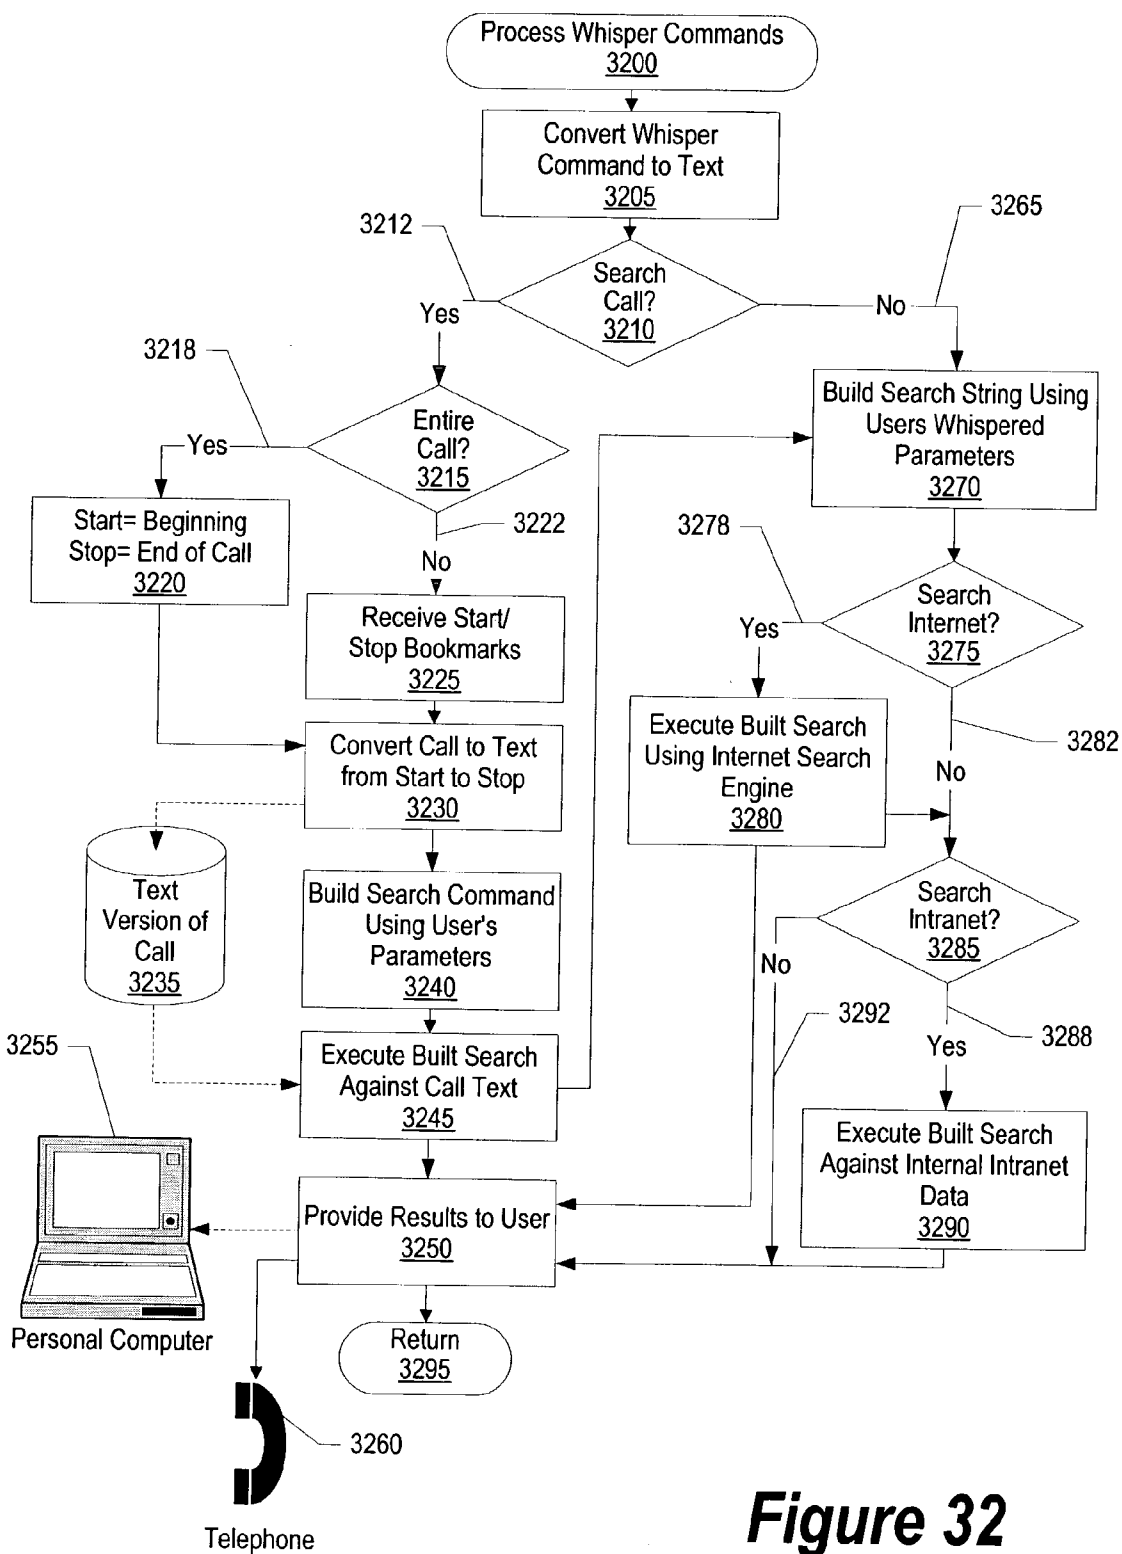 Process Whisper Commands
3200
Convert Whisper
Command to Text
3205
3212
3265
Search
Call?
3210
Yes
No
3218
Entire
Call?
3215
Yes
3222
No
Build Search String Using
Users Whispered
Parameters
3270
Start= Beginning
Stop= End of Call
3220
3278
Search
Internet?
3275
Yes
3282
No
Receive Start/
Stop Bookmarks
3225
Execute Built Search
Using Internet Search
Engine
3280
Convert Call to Text
from Start to Stop
3230
Text
Version of
Call
3235
Build Search Command
Using User's
Parameters
3240
Search
Intranet?
3285
No
3292
3288
Yes
3255
Execute Built Search
Against Call Text
3245
Execute Built Search
Against Internal Intranet
Data
3290
Provide Results to User
3250
Personal Computer
Return
3295
3260
Telephone
Figure 32